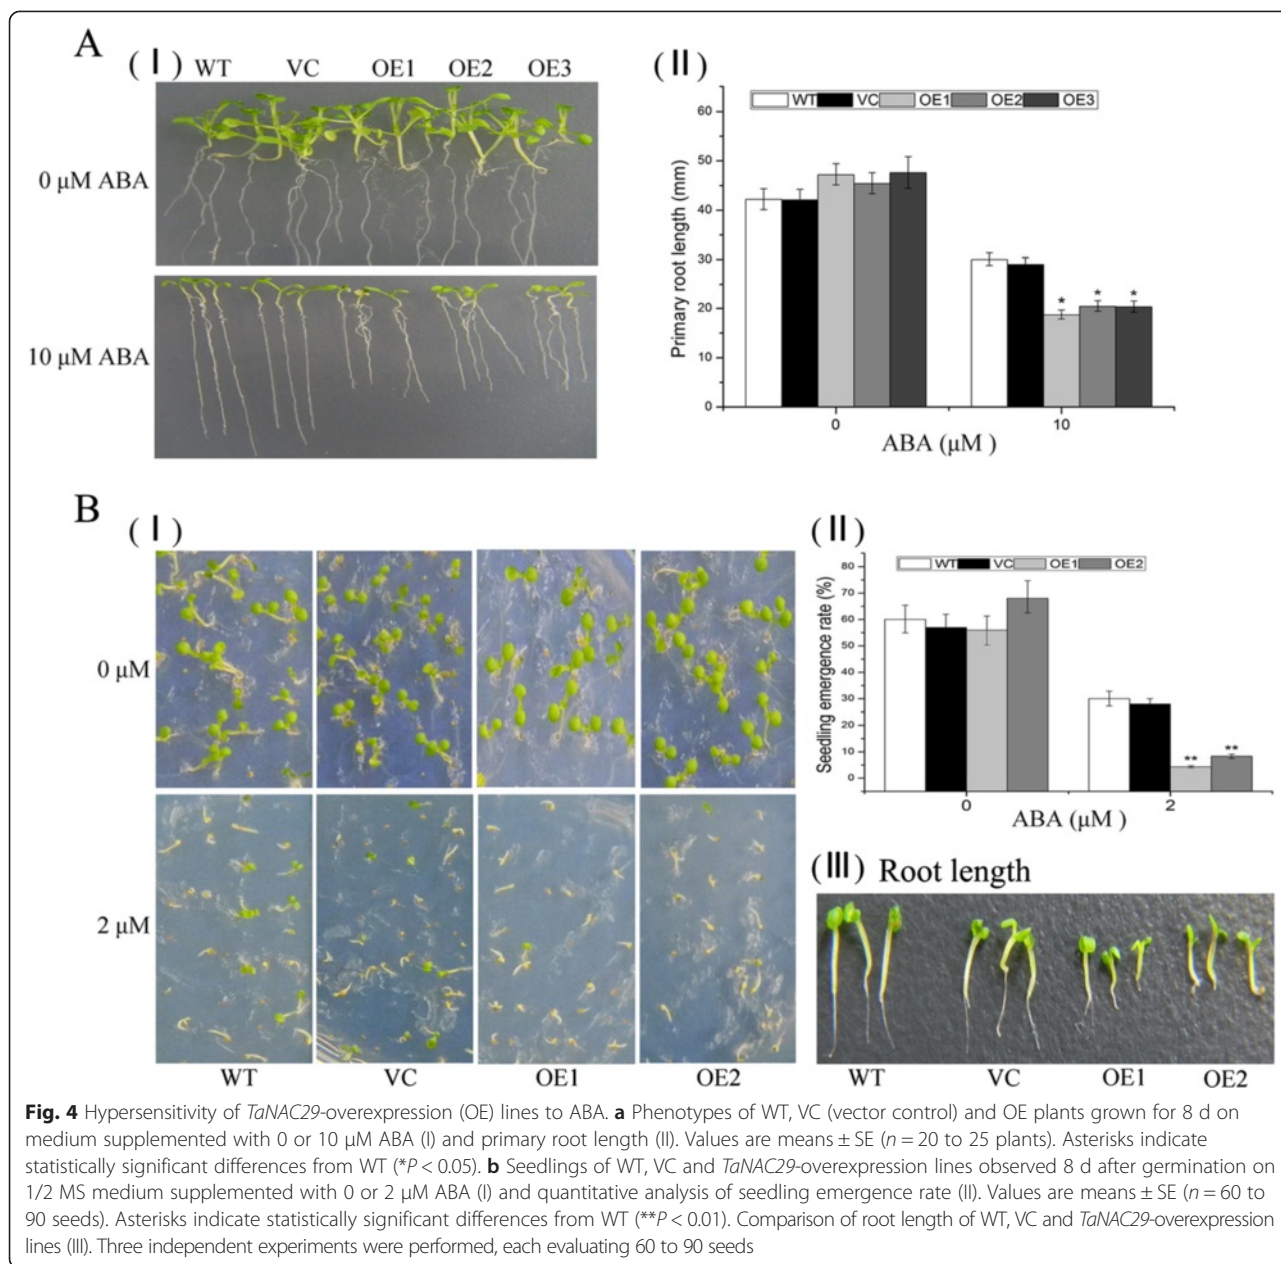 A
( I )
WT VC OE1 OE2 OE3
0 µM ABA
10 µM ABA
(II)
WT VC OE1 OE2 OE3
Primary root length (mm)
60
50
40
30
20
10
0
* * *
0 10
ABA (µM )
B
( I )
0 µM
2 µM
WT VC OE1 OE2
(II)
WT VC OE1 OE2
Seedling emergence rate (%)
80
70
60
50
40
30
20
10
0
** **
0 2
ABA (µM )
(III) Root length
WT VC OE1 OE2
Fig. 4 Hypersensitivity of TaNAC29-overexpression (OE) lines to ABA. a Phenotypes of WT, VC (vector control) and OE plants grown for 8 d on
medium supplemented with 0 or 10 µM ABA (I) and primary root length (II). Values are means ± SE (n = 20 to 25 plants). Asterisks indicate
statistically significant differences from WT (*P < 0.05). b Seedlings of WT, VC and TaNAC29-overexpression lines observed 8 d after germination on
1/2 MS medium supplemented with 0 or 2 µM ABA (I) and quantitative analysis of seedling emergence rate (II). Values are means ± SE (n = 60 to
90 seeds). Asterisks indicate statistically significant differences from WT (**P < 0.01). Comparison of root length of WT, VC and TaNAC29-overexpression
lines (III). Three independent experiments were performed, each evaluating 60 to 90 seeds